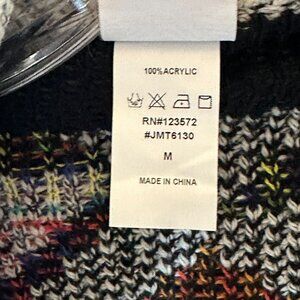 100%ACRYLIC
RN#123572
#JMT6130
M
MADE IN CHINA